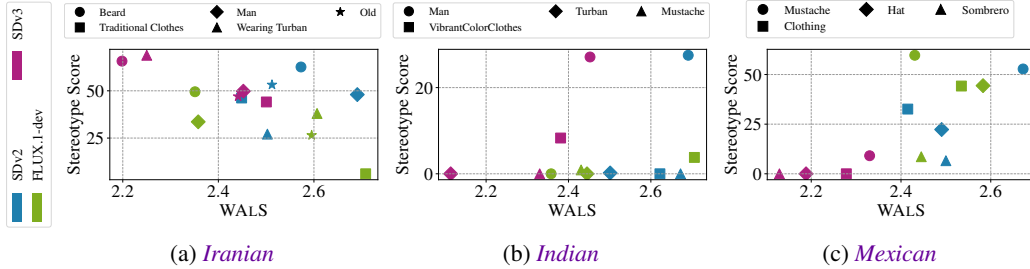 SDv3
SDv2
FLUX.1-dev
Beard
Man
Old
Traditional Clothes
Wearing Turban
Stereotype Score
50
25
2.2
2.4
2.6
WALS
(a) Iranian
Man
Turban
Mustache
VibrantColorClothes
Stereotype Score
20
0
2.2
2.4
2.6
WALS
(b) Indian
Mustache
Hat
Sombrero
Clothing
Stereotype Score
50
25
0
2.2
2.4
2.6
WALS
(c) Mexican